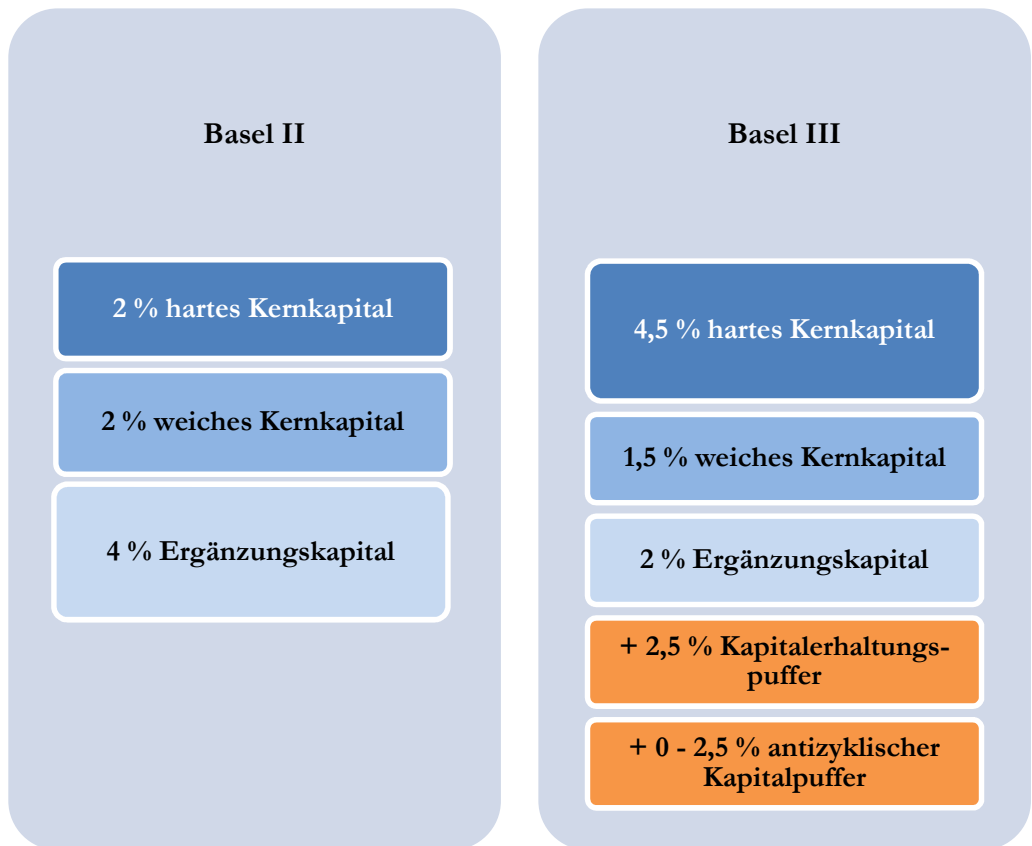 Basel II
2 % hartes Kernkapital
2 % weiches Kernkapital
4 % Ergänzungskapital
Basel III
4,5 % hartes Kernkapital
1,5 % weiches Kernkapital
2 % Ergänzungskapital
+ 2,5 % Kapitalerhaltungs-
puffer
+ 0 - 2,5 % antizyklischer
Kapitalpuffer